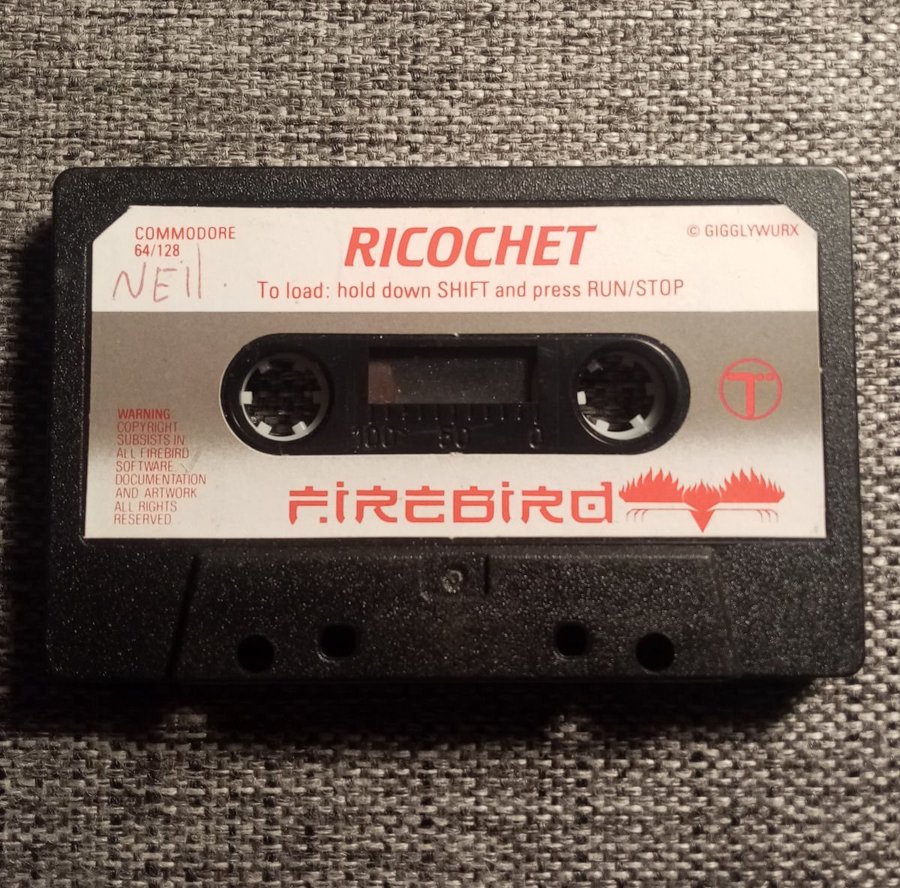 COMMODORE
64/128
NEil
RICOCHET
© GIGGLYWURX
To load: hold down SHIFT and press RUN/STOP
100 50 0
T
WARNING
COPYRIGHT
SUBSISTS IN
ALL FIREBIRD
SOFTWARE,
DOCUMENTATION
AND ARTWORK
ALL RIGHTS
RESERVED
FIREBIRD